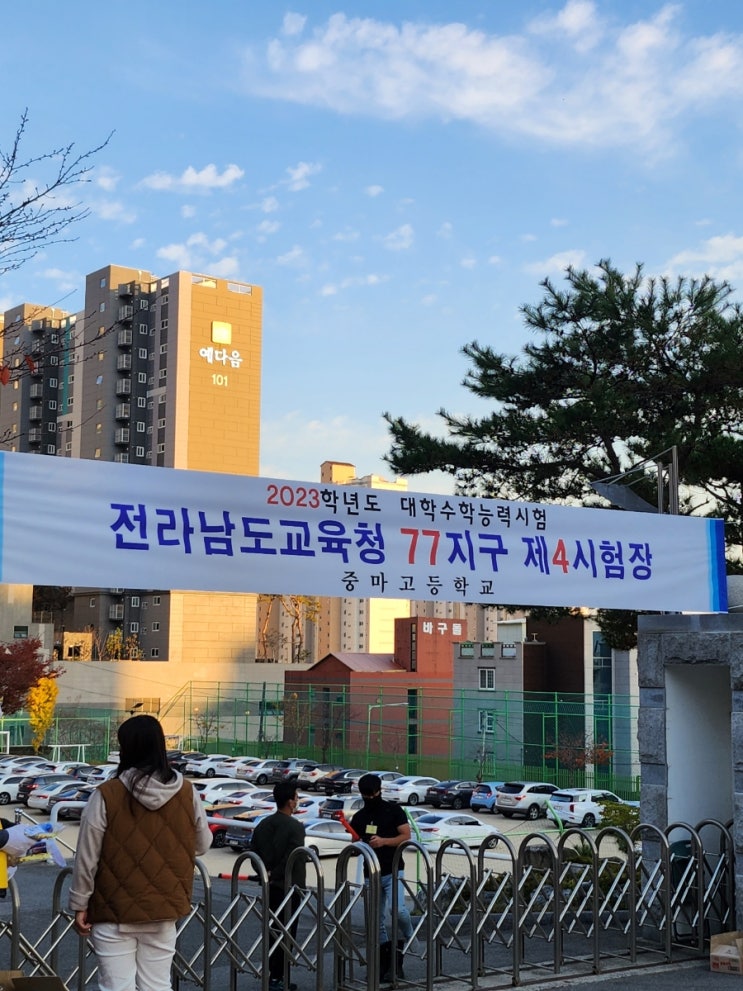 예다음
101
2023학년도 대학수학능력시험
전라남도교육청 77지구 제4시험장
중마고등학교
바구돌